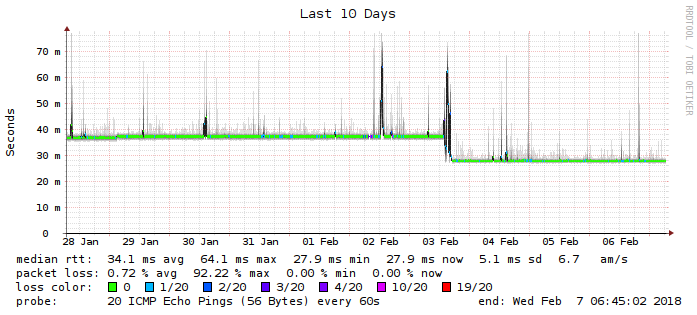 Last 10 Days
RRDTOOL / TOBI OETIKER
Seconds
70 m
60 m
50 m
40 m
30 m
20 m
10 m
0
28 Jan 29 Jan 30 Jan 31 Jan 01 Feb 02 Feb 03 Feb 04 Feb 05 Feb 06 Feb
median rtt: 34.1 ms avg 64.1 ms max 27.9 ms min 27.9 ms now 5.1 ms sd 6.7 am/s
packet loss: 0.72 % avg 92.22 % max 0.00 % min 0.00 % now
loss color: 0 1/20 2/20 3/20 4/20 10/20 19/20
probe: 20 ICMP Echo Pings (56 Bytes) every 60s end: Wed Feb 7 06:45:02 2018